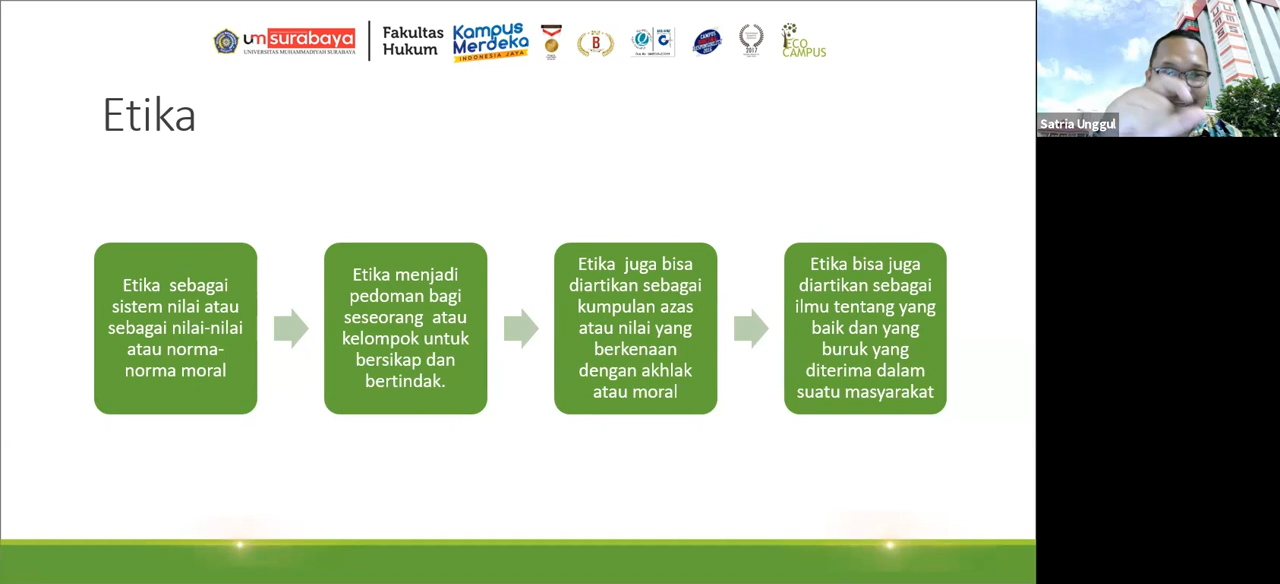 umsurabaya
UNIVERSITAS MUHAMMADIYAH SURABAYA
Fakultas
Hukum
Kampus
Merdeka
INDONESIA JAYA
B
2017
ECO
CAMPUS
Satria Unggul
Etika
Etika sebagai
sistem nilai atau
sebagai nilai-nilai
atau norma-
norma moral
Etika menjadi
pedoman bagi
seseorang atau
kelompok untuk
bersikap dan
bertindak.
Etika juga bisa
diartikan sebagai
kumpulan azas
atau nilai yang
berkenaan
dengan akhlak
atau moral
Etika bisa juga
diartikan sebagai
ilmu tentang yang
baik dan yang
buruk yang
diterima dalam
suatu masyarakat